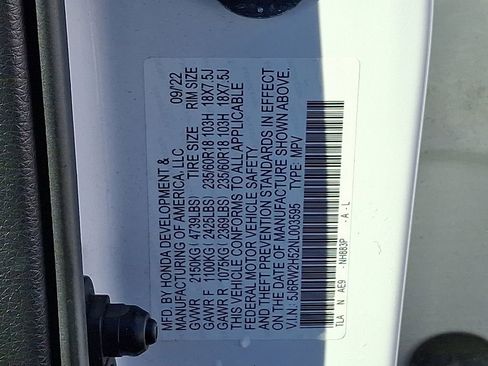 MFD. BY HONDA DEVELOPMENT & 09/22
MANUFACTURING OF AMERICA, LLC
TIRE SIZE RIM SIZE
GVWR 2150KG ( 4739LBS)
GAWR F 1100KG ( 2425LBS) 235/60R18 103H 18X7.5J
GAWR R 1075KG ( 2369LBS) 235/60R18 103H 18X7.5J
THIS VEHICLE CONFORMS TO ALL APPLICABLE
FEDERAL MOTOR VEHICLE SAFETY
AND THEFT PREVENTION STANDARDS IN EFFECT
ON THE DATE OF MANUFACTURE SHOWN ABOVE.
V.I.N.: 5J6RW2H52NL003595 TYPE: MPV
TLA N AE9 - NH883P - A - L